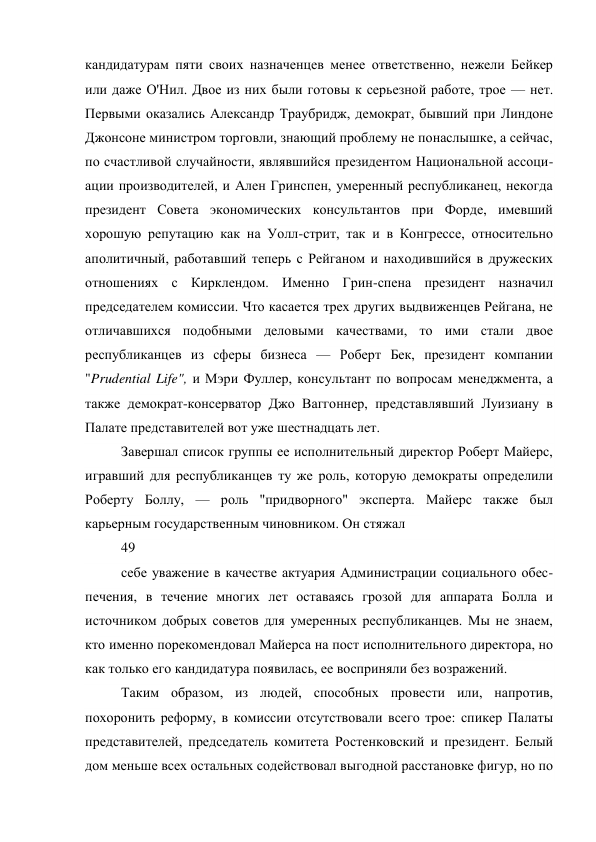 кандидатурам пяти своих назначенцев менее ответственно, нежели Бейкер
или даже О'Нил. Двое из них были готовы к серьезной работе, трое — нет.
Первыми оказались Александр Траубридж, демократ, бывший при Линдоне
Джонсоне министром торговли, знающий проблему не понаслышке, а сейчас,
по счастливой случайности, являвшийся президентом Национальной ассоци-
ации производителей, и Ален Гринспен, умеренный республиканец, некогда
президент Совета экономических консультантов при Форде, имевший
хорошую репутацию как на Уолл-стрит, так и в Конгрессе, относительно
аполитичный, работавший теперь с Рейганом и находившийся в дружеских
отношениях с Кирклендом. Именно Грин-спена президент назначил
председателем комиссии. Что касается трех других выдвиженцев Рейгана, не
отличавшихся подобными деловыми качествами, то ими стали двое
республиканцев из сферы бизнеса — Роберт Бек, президент компании
"Prudential Life", и Мэри Фуллер, консультант по вопросам менеджмента, а
также демократ-консерватор Джо Ваггоннер, представлявший Луизиану в
Палате представителей вот уже шестнадцать лет.
Завершал список группы ее исполнительный директор Роберт Майерс,
игравший для республиканцев ту же роль, которую демократы определили
Роберту Боллу, — роль "придворного" эксперта. Майерс также был
карьерным государственным чиновником. Он стяжал
49
себе уважение в качестве актуария Администрации социального обес-
печения, в течение многих лет оставаясь грозой для аппарата Болла и
источником добрых советов для умеренных республиканцев. Мы не знаем,
кто именно порекомендовал Майерса на пост исполнительного директора, но
как только его кандидатура появилась, ее восприняли без возражений.
Таким образом, из людей, способных провести или, напротив,
похоронить реформу, в комиссии отсутствовали всего трое: спикер Палаты
представителей, председатель комитета Ростенковский и президент. Белый
дом меньше всех остальных содействовал выгодной расстановке фигур, но по